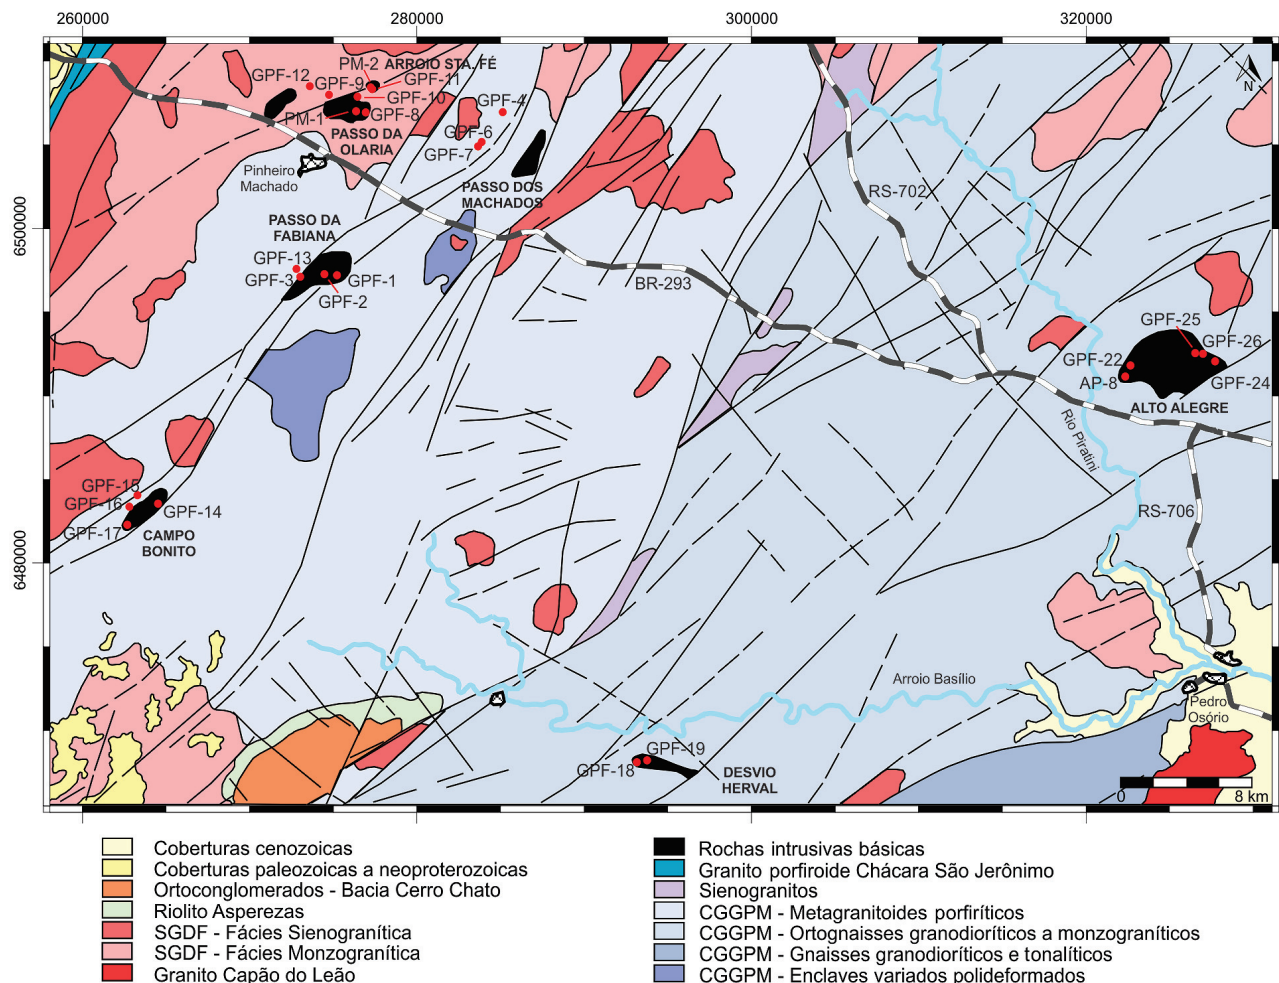 260000
280000
300000
320000
6500000
6480000
N
PM-2
ARROIO STA. FÉ
GPF-12
GPF-9
GPF-11
GPF-10
GPF-4
PM-1
GPF-8
PASSO DA
OLARIA
GPF-6
GPF-7
Pinheiro
Machado
PASSO DOS
MACHADOS
RS-702
PASSO DA
FABIANA
GPF-13
GPF-3
GPF-1
GPF-2
BR-293
GPF-25
GPF-26
GPF-22
AP-8
GPF-24
ALTO ALEGRE
Rio Piratini
GPF-15
GPF-16
GPF-14
GPF-17
CAMPO
BONITO
RS-706
Arroio Basílio
Pedro
Osório
GPF-19
GPF-18
DESVIO
HERVAL
0
8 km
Coberturas cenozoicas
Coberturas paleozoicas a neoproterozoicas
Ortoconglomerados - Bacia Cerro Chato
Riolito Asperezas
SGDF - Fácies Sienogranítica
SGDF - Fácies Monzogranítica
Granito Capão do Leão
Rochas intrusivas básicas
Granito porfiroide Chácara São Jerônimo
Sienogranitos
CGGPM - Metagranitoides porfiríticos
CGGPM - Ortognaisses granodioríticos a monzograníticos
CGGPM - Gnaisses granodioríticos e tonalíticos
CGGPM - Enclaves variados polideformados